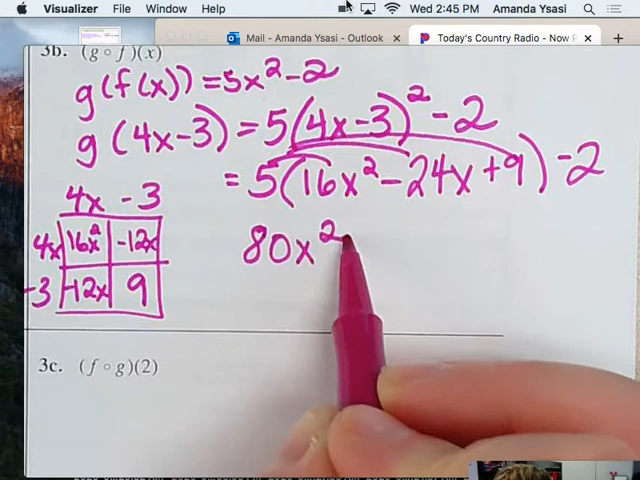 Visualizer File Window Help Wed 2:45 PM Amanda Ysasi
Mail - Amanda Ysasi - Outlook Today's Country Radio - Now P
3b. (g ∘ f)(x)
g(f(x)) = 5x² - 2
g(4x-3) = 5(4x-3)² - 2
= 5(16x² - 24x + 9) - 2
4x - 3
4x 16x² -12x
-3 -12x 9
80x²
3c. (f ∘ g)(2)